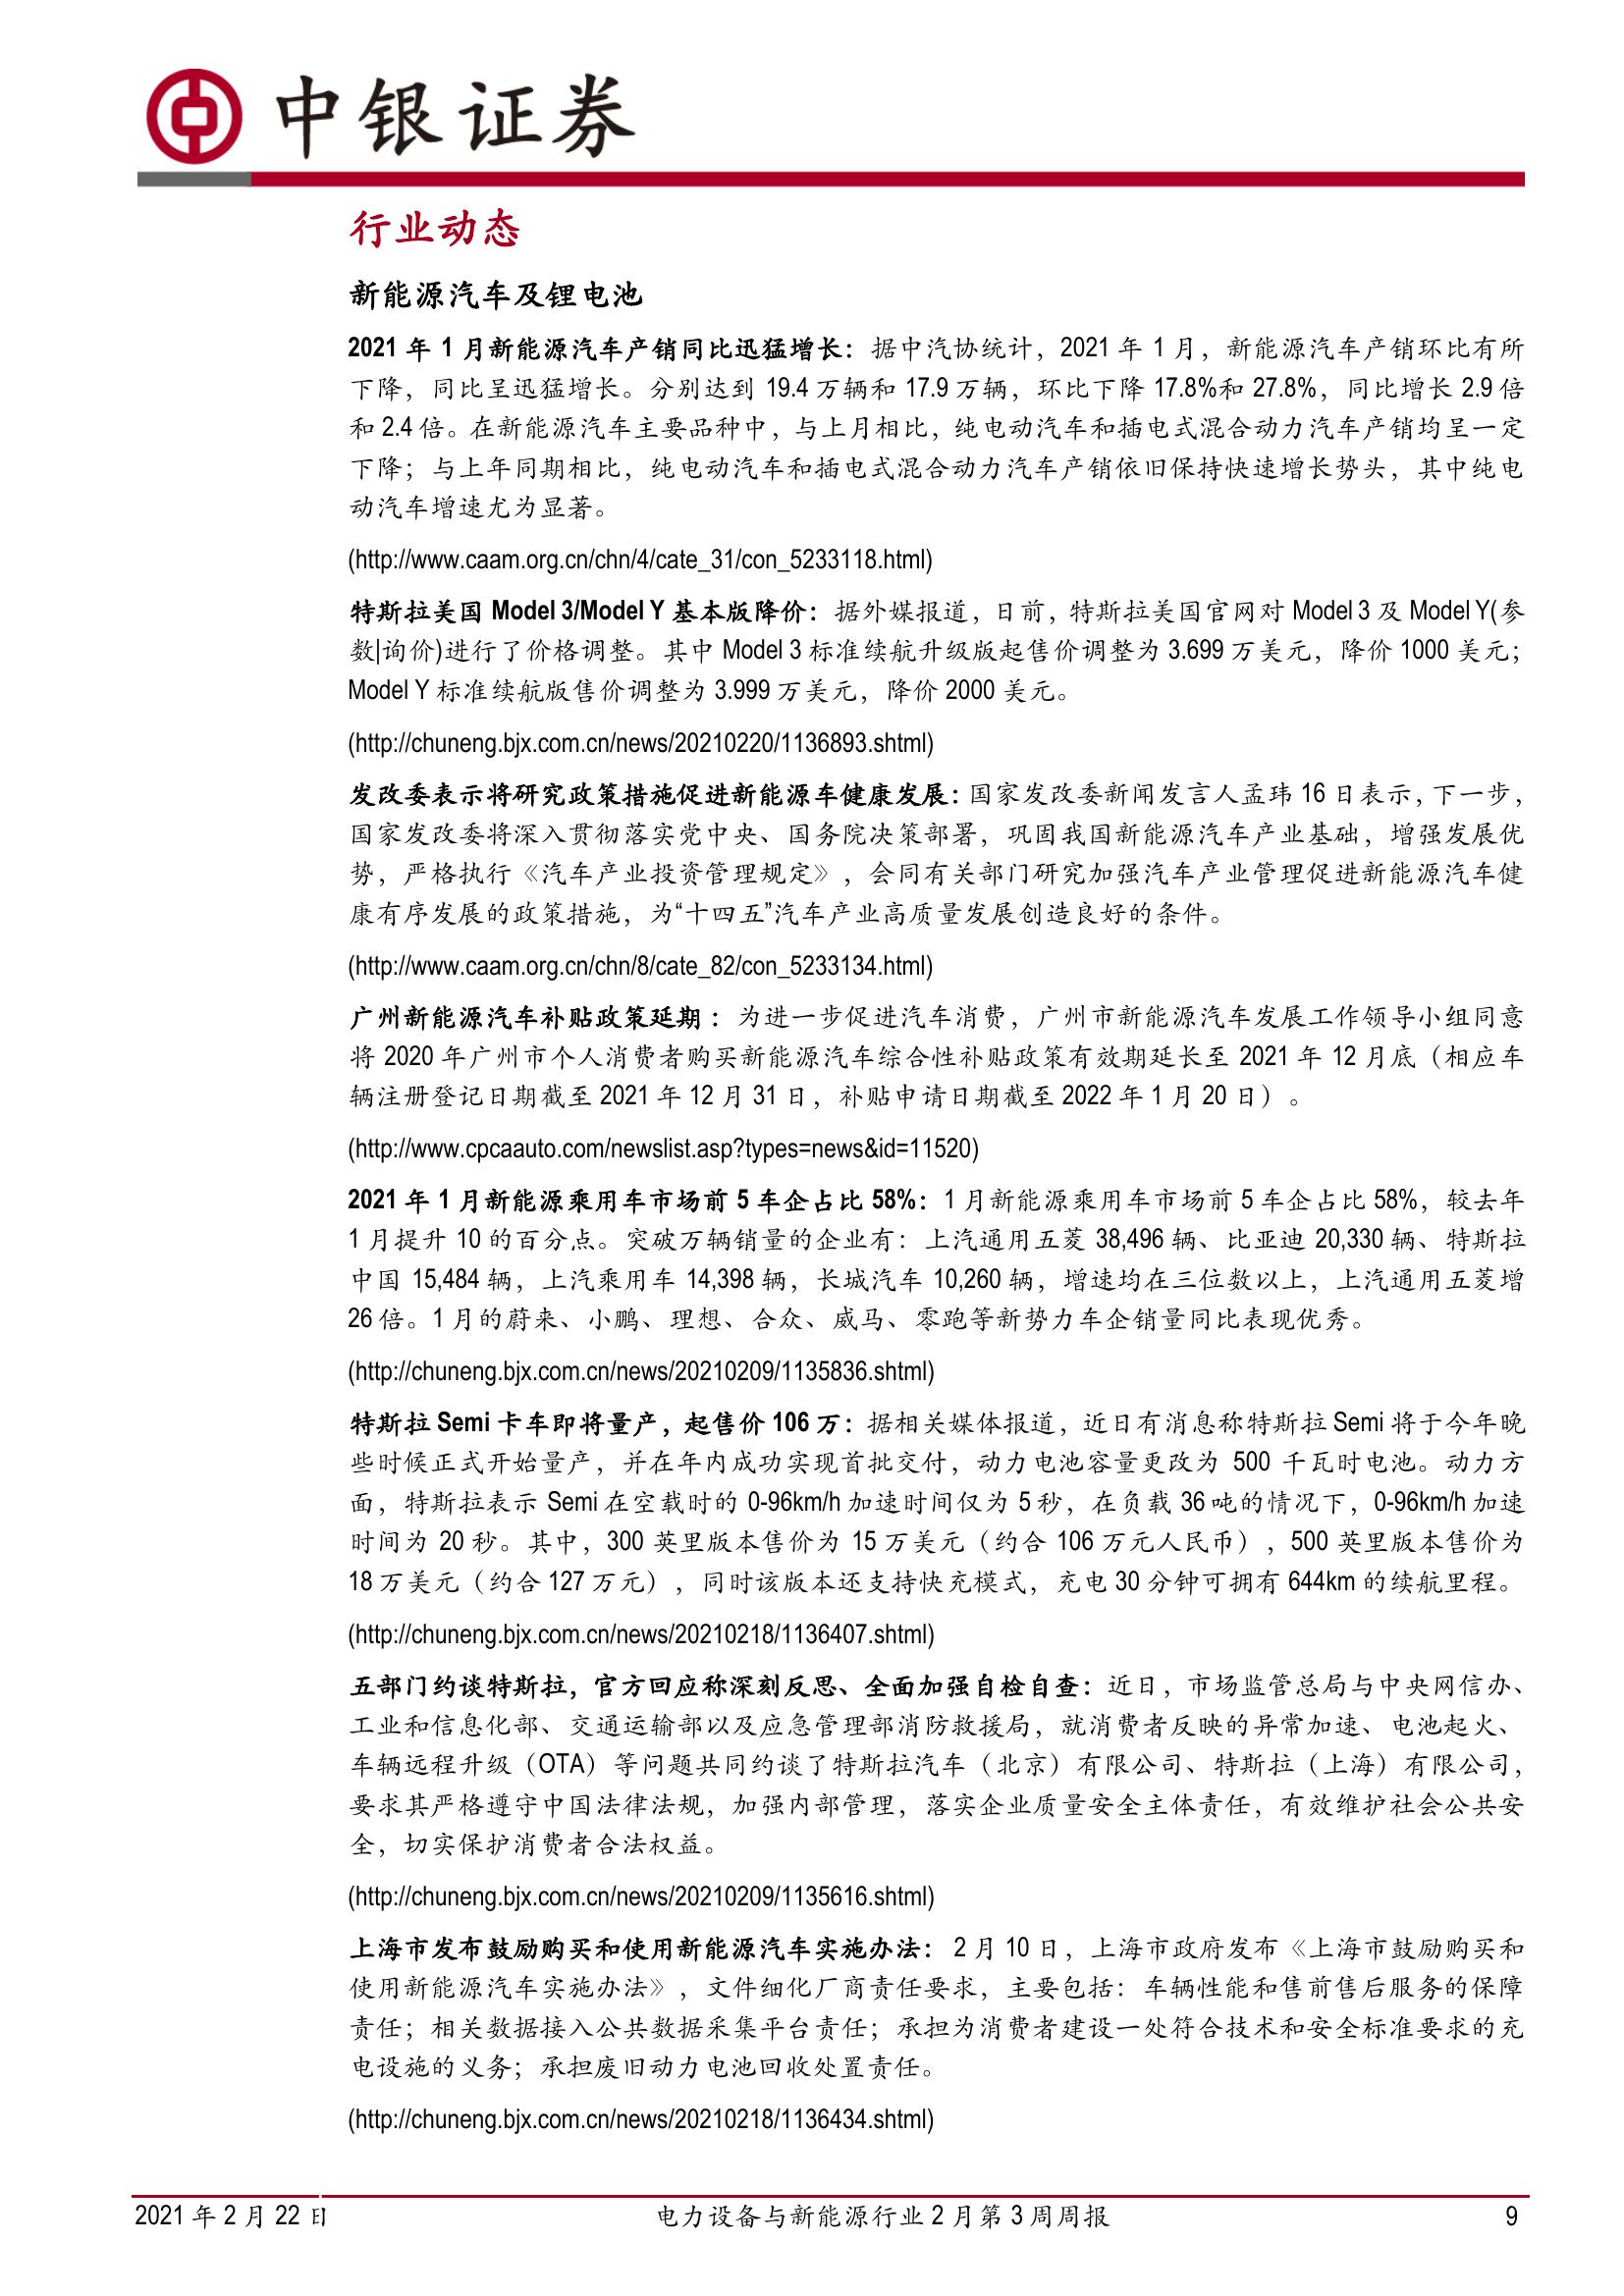 中银证券
行业动态
新能源汽车及锂电池
2021 年 1 月新能源汽车产销同比迅猛增长：据中汽协统计，2021 年 1 月，新能源汽车产销环比有所
下降，同比呈迅猛增长。分别达到 19.4 万辆和 17.9 万辆，环比下降 17.8%和 27.8%，同比增长 2.9 倍
和 2.4 倍。在新能源汽车主要品种中，与上月相比，纯电动汽车和插电式混合动力汽车产销均呈一定
下降；与上年同期相比，纯电动汽车和插电式混合动力汽车产销依旧保持快速增长势头，其中纯电
动汽车增速尤为显著。
(http://www.caam.org.cn/chn/4/cate_31/con_5233118.html)
特斯拉美国 Model 3/Model Y 基本版降价：据外媒报道，日前，特斯拉美国官网对 Model 3 及 Model Y(参
数|询价)进行了价格调整。其中 Model 3 标准续航升级版起售价调整为 3.699 万美元，降价 1000 美元；
Model Y 标准续航版售价调整为 3.999 万美元，降价 2000 美元。
(http://chuneng.bjx.com.cn/news/20210220/1136893.shtml)
发改委表示将研究政策措施促进新能源车健康发展：国家发改委新闻发言人孟玮 16 日表示，下一步，
国家发改委将深入贯彻落实党中央、国务院决策部署，巩固我国新能源汽车产业基础，增强发展优
势，严格执行《汽车产业投资管理规定》，会同有关部门研究加强汽车产业管理促进新能源汽车健
康有序发展的政策措施，为“十四五”汽车产业高质量发展创造良好的条件。
(http://www.caam.org.cn/chn/8/cate_82/con_5233134.html)
广州新能源汽车补贴政策延期：为进一步促进汽车消费，广州市新能源汽车发展工作领导小组同意
将 2020 年广州市个人消费者购买新能源汽车综合性补贴政策有效期延长至 2021 年 12 月底（相应车
辆注册登记日期截至 2021 年 12 月 31 日，补贴申请日期截至 2022 年 1 月 20 日）。
(http://www.cpcaauto.com/newslist.asp?types=news&id=11520)
2021 年 1 月新能源乘用车市场前 5 车企占比 58%：1 月新能源乘用车市场前 5 车企占比 58%，较去年
1 月提升 10 的百分点。突破万辆销量的企业有：上汽通用五菱 38,496 辆、比亚迪 20,330 辆、特斯拉
中国 15,484 辆，上汽乘用车 14,398 辆，长城汽车 10,260 辆，增速均在三位数以上，上汽通用五菱增
26 倍。1 月的蔚来、小鹏、理想、合众、威马、零跑等新势力车企销量同比表现优秀。
(http://chuneng.bjx.com.cn/news/20210209/1135836.shtml)
特斯拉 Semi 卡车即将量产，起售价 106 万：据相关媒体报道，近日有消息称特斯拉 Semi 将于今年晚
些时候正式开始量产，并在年内成功实现首批交付，动力电池容量更改为 500 千瓦时电池。动力方
面，特斯拉表示 Semi 在空载时的 0-96km/h 加速时间仅为 5 秒，在负载 36 吨的情况下，0-96km/h 加速
时间为 20 秒。其中，300 英里版本售价为 15 万美元（约合 106 万元人民币），500 英里版本售价为
18 万美元（约合 127 万元），同时该版本还支持快充模式，充电 30 分钟可拥有 644km 的续航里程。
(http://chuneng.bjx.com.cn/news/20210218/1136407.shtml)
五部门约谈特斯拉，官方回应称深刻反思、全面加强自检自查：近日，市场监管总局与中央网信办、
工业和信息化部、交通运输部以及应急管理部消防救援局，就消费者反映的异常加速、电池起火、
车辆远程升级（OTA）等问题共同约谈了特斯拉汽车（北京）有限公司、特斯拉（上海）有限公司，
要求其严格遵守中国法律法规，加强内部管理，落实企业质量安全主体责任，有效维护社会公共安
全，切实保护消费者合法权益。
(http://chuneng.bjx.com.cn/news/20210209/1135616.shtml)
上海市发布鼓励购买和使用新能源汽车实施办法：2 月 10 日，上海市政府发布《上海市鼓励购买和
使用新能源汽车实施办法》，文件细化厂商责任要求，主要包括：车辆性能和售前售后服务的保障
责任；相关数据接入公共数据采集平台责任；承担为消费者建设一处符合技术和安全标准要求的充
电设施的义务；承担废旧动力电池回收处置责任。
(http://chuneng.bjx.com.cn/news/20210218/1136434.shtml)
2021 年 2 月 22 日 电力设备与新能源行业 2 月第 3 周周报 9